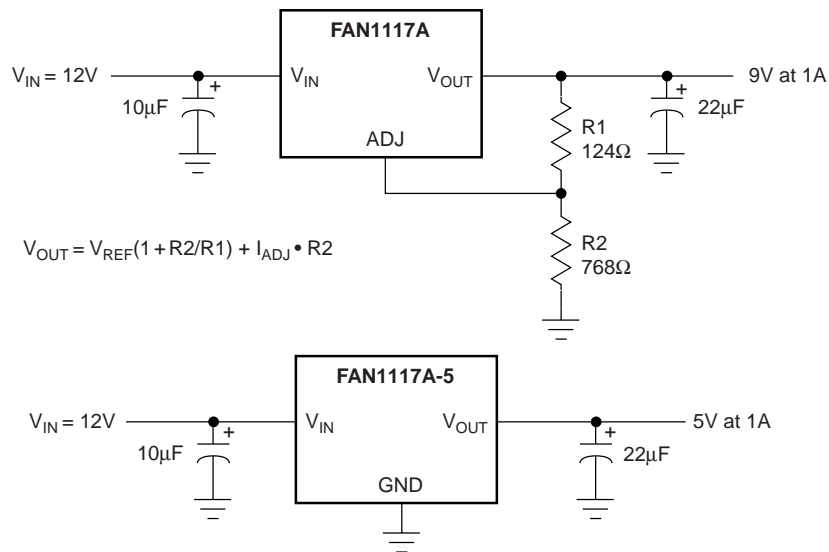 FAN1117A
V_IN = 12V
V_IN
V_OUT
9V at 1A
+
10μF
+
22μF
ADJ
R1
124Ω
V_OUT = V_REF(1 + R2/R1) + I_ADJ • R2
R2
768Ω
FAN1117A-5
V_IN = 12V
V_IN
V_OUT
5V at 1A
+
10μF
+
22μF
GND